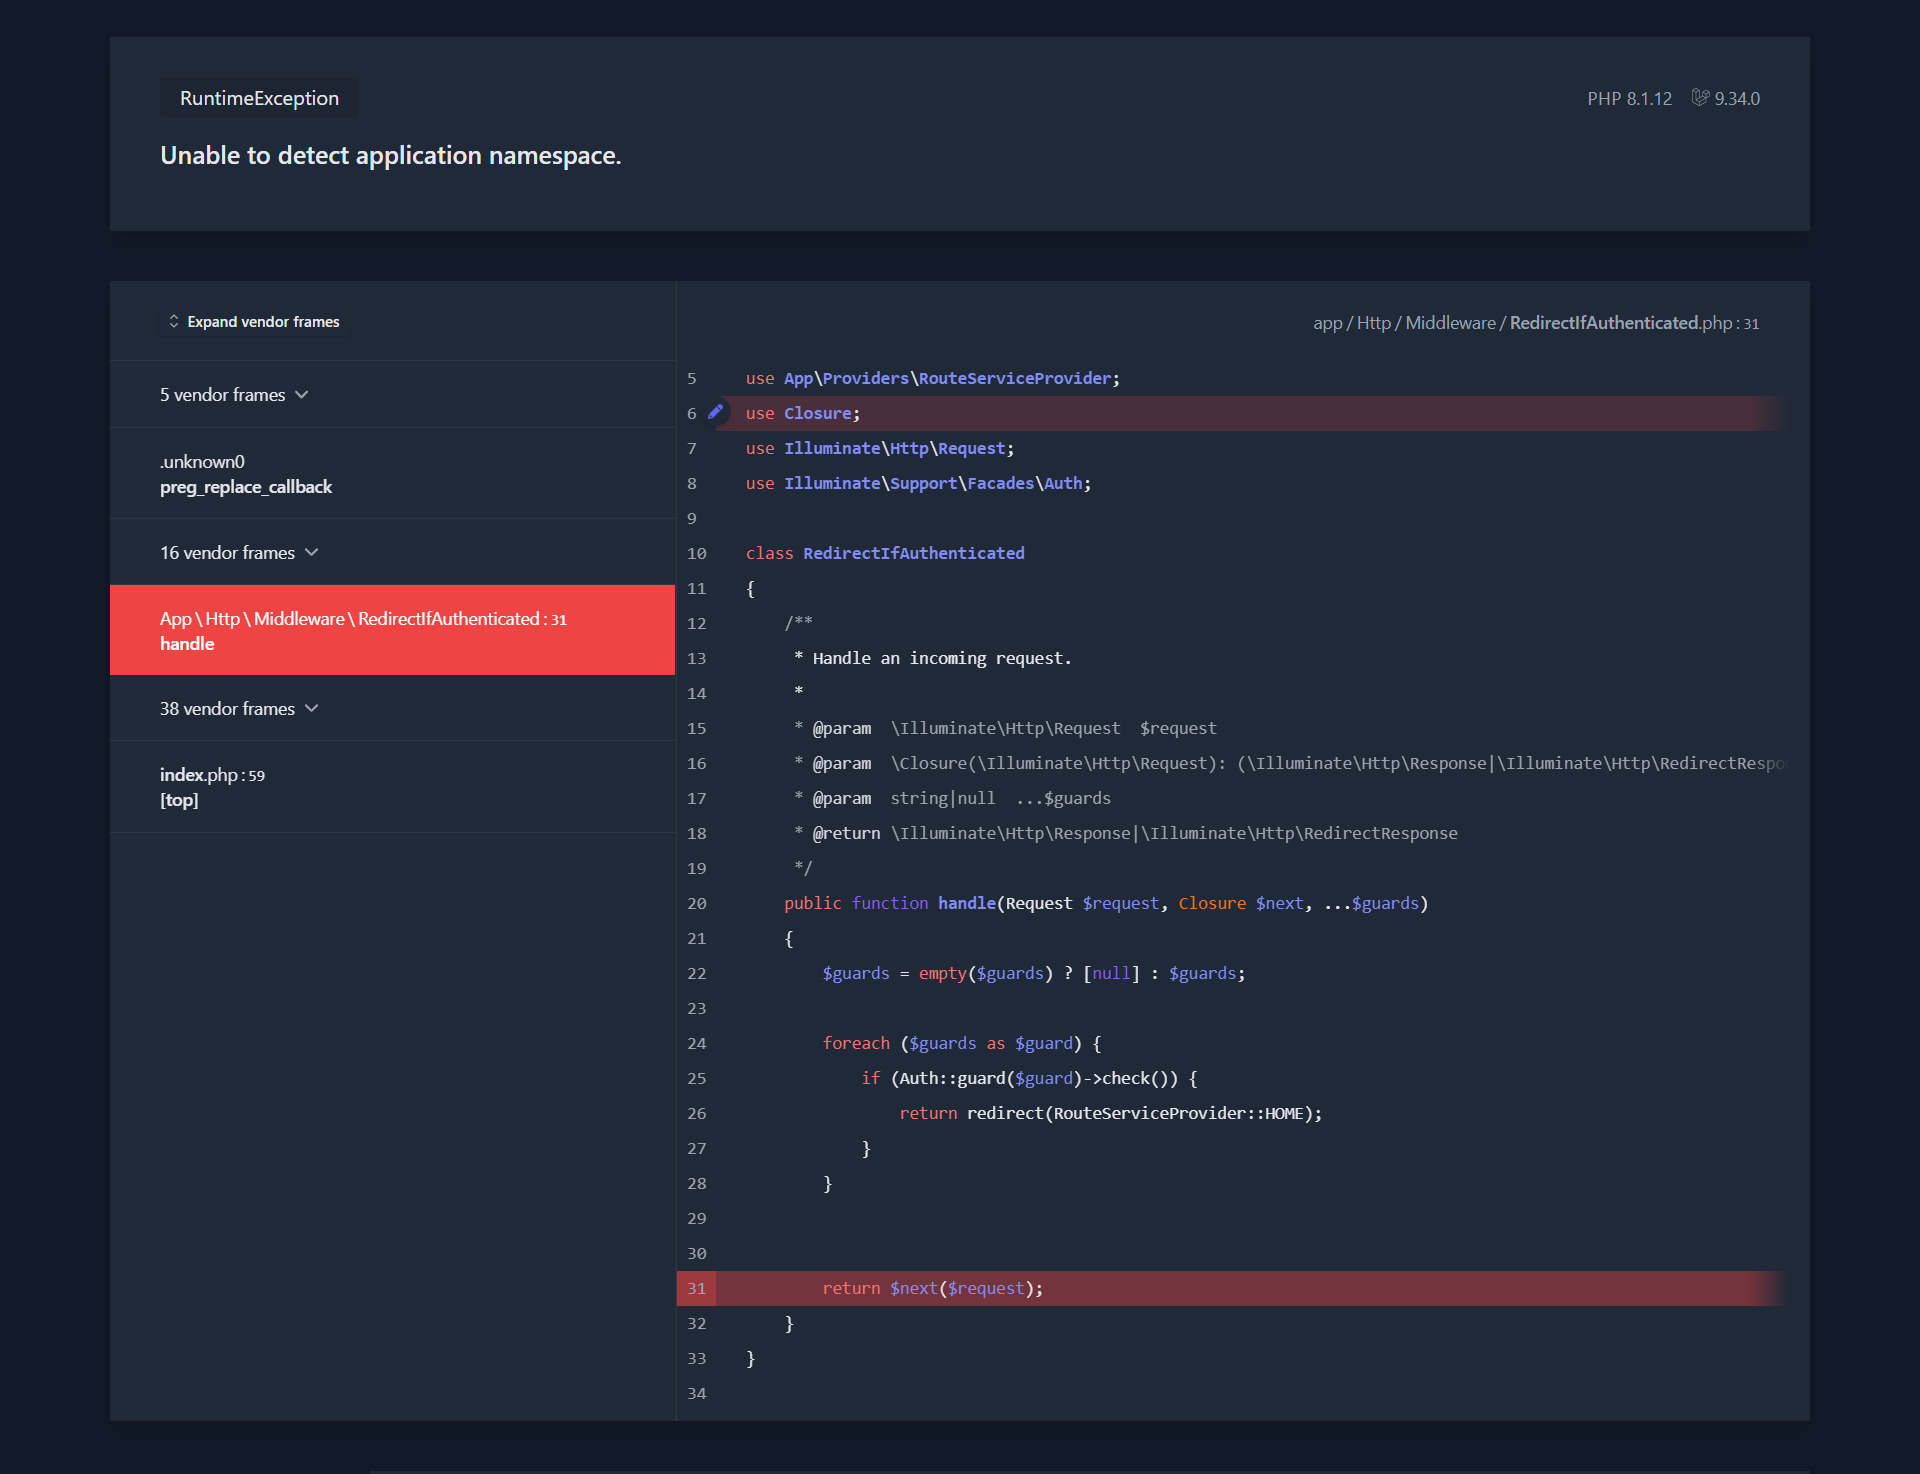 RuntimeException
PHP 8.1.12 9.34.0
Unable to detect application namespace.
Expand vendor frames
5 vendor frames
.unknown0
preg_replace_callback
16 vendor frames
App \ Http \ Middleware \ RedirectIfAuthenticated : 31
handle
38 vendor frames
index.php : 59
[top]
app / Http / Middleware / RedirectIfAuthenticated.php : 31
5 use App\Providers\RouteServiceProvider;
6 use Closure;
7 use Illuminate\Http\Request;
8 use Illuminate\Support\Facades\Auth;
9
10 class RedirectIfAuthenticated
11 {
12 /**
13 * Handle an incoming request.
14 *
15 * @param \Illuminate\Http\Request $request
16 * @param \Closure(\Illuminate\Http\Request): (\Illuminate\Http\Response|\Illuminate\Http\RedirectRespo
17 * @param string|null ...$guards
18 * @return \Illuminate\Http\Response|\Illuminate\Http\RedirectResponse
19 */
20 public function handle(Request $request, Closure $next, ...$guards)
21 {
22 $guards = empty($guards) ? [null] : $guards;
23
24 foreach ($guards as $guard) {
25 if (Auth::guard($guard)->check()) {
26 return redirect(RouteServiceProvider::HOME);
27 }
28 }
29
30
31 return $next($request);
32 }
33 }
34